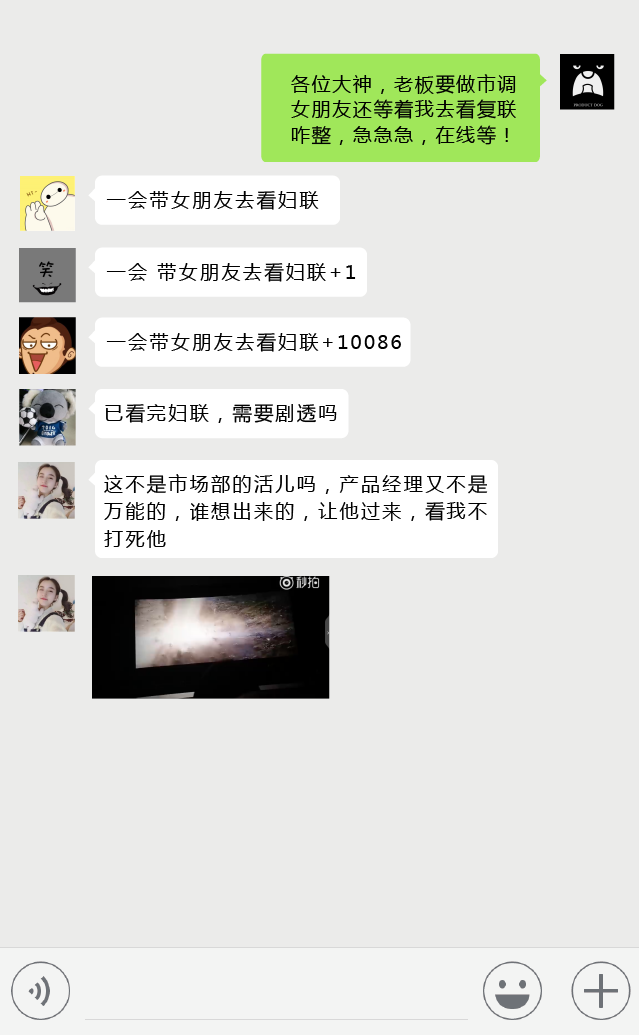 各位大神，老板要做市调
女朋友还等着我去看复联
咋整，急急急，在线等！
PRODUCT DOG
HI~
一会带女朋友去看妇联
笑
一会 带女朋友去看妇联+1
一会带女朋友去看妇联+10086
已看完妇联，需要剧透吗
这不是市场部的活儿吗，产品经理又不是
万能的，谁想出来的，让他过来，看我不
打死他
秒拍